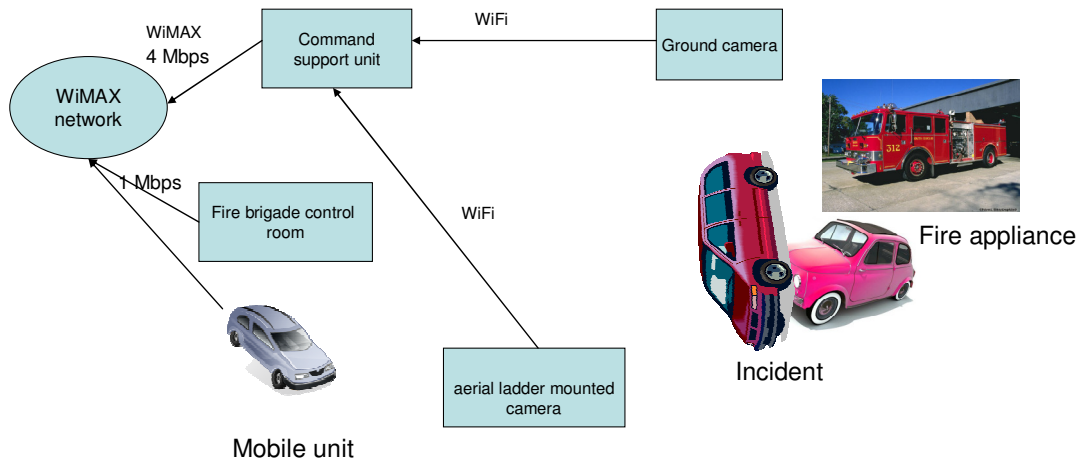 WiMAX
4 Mbps
WiFi
Command
support unit
Ground camera
WiMAX
network
1 Mbps
Fire brigade control
room
WiFi
312
Fire appliance
Incident
aerial ladder mounted
camera
Mobile unit